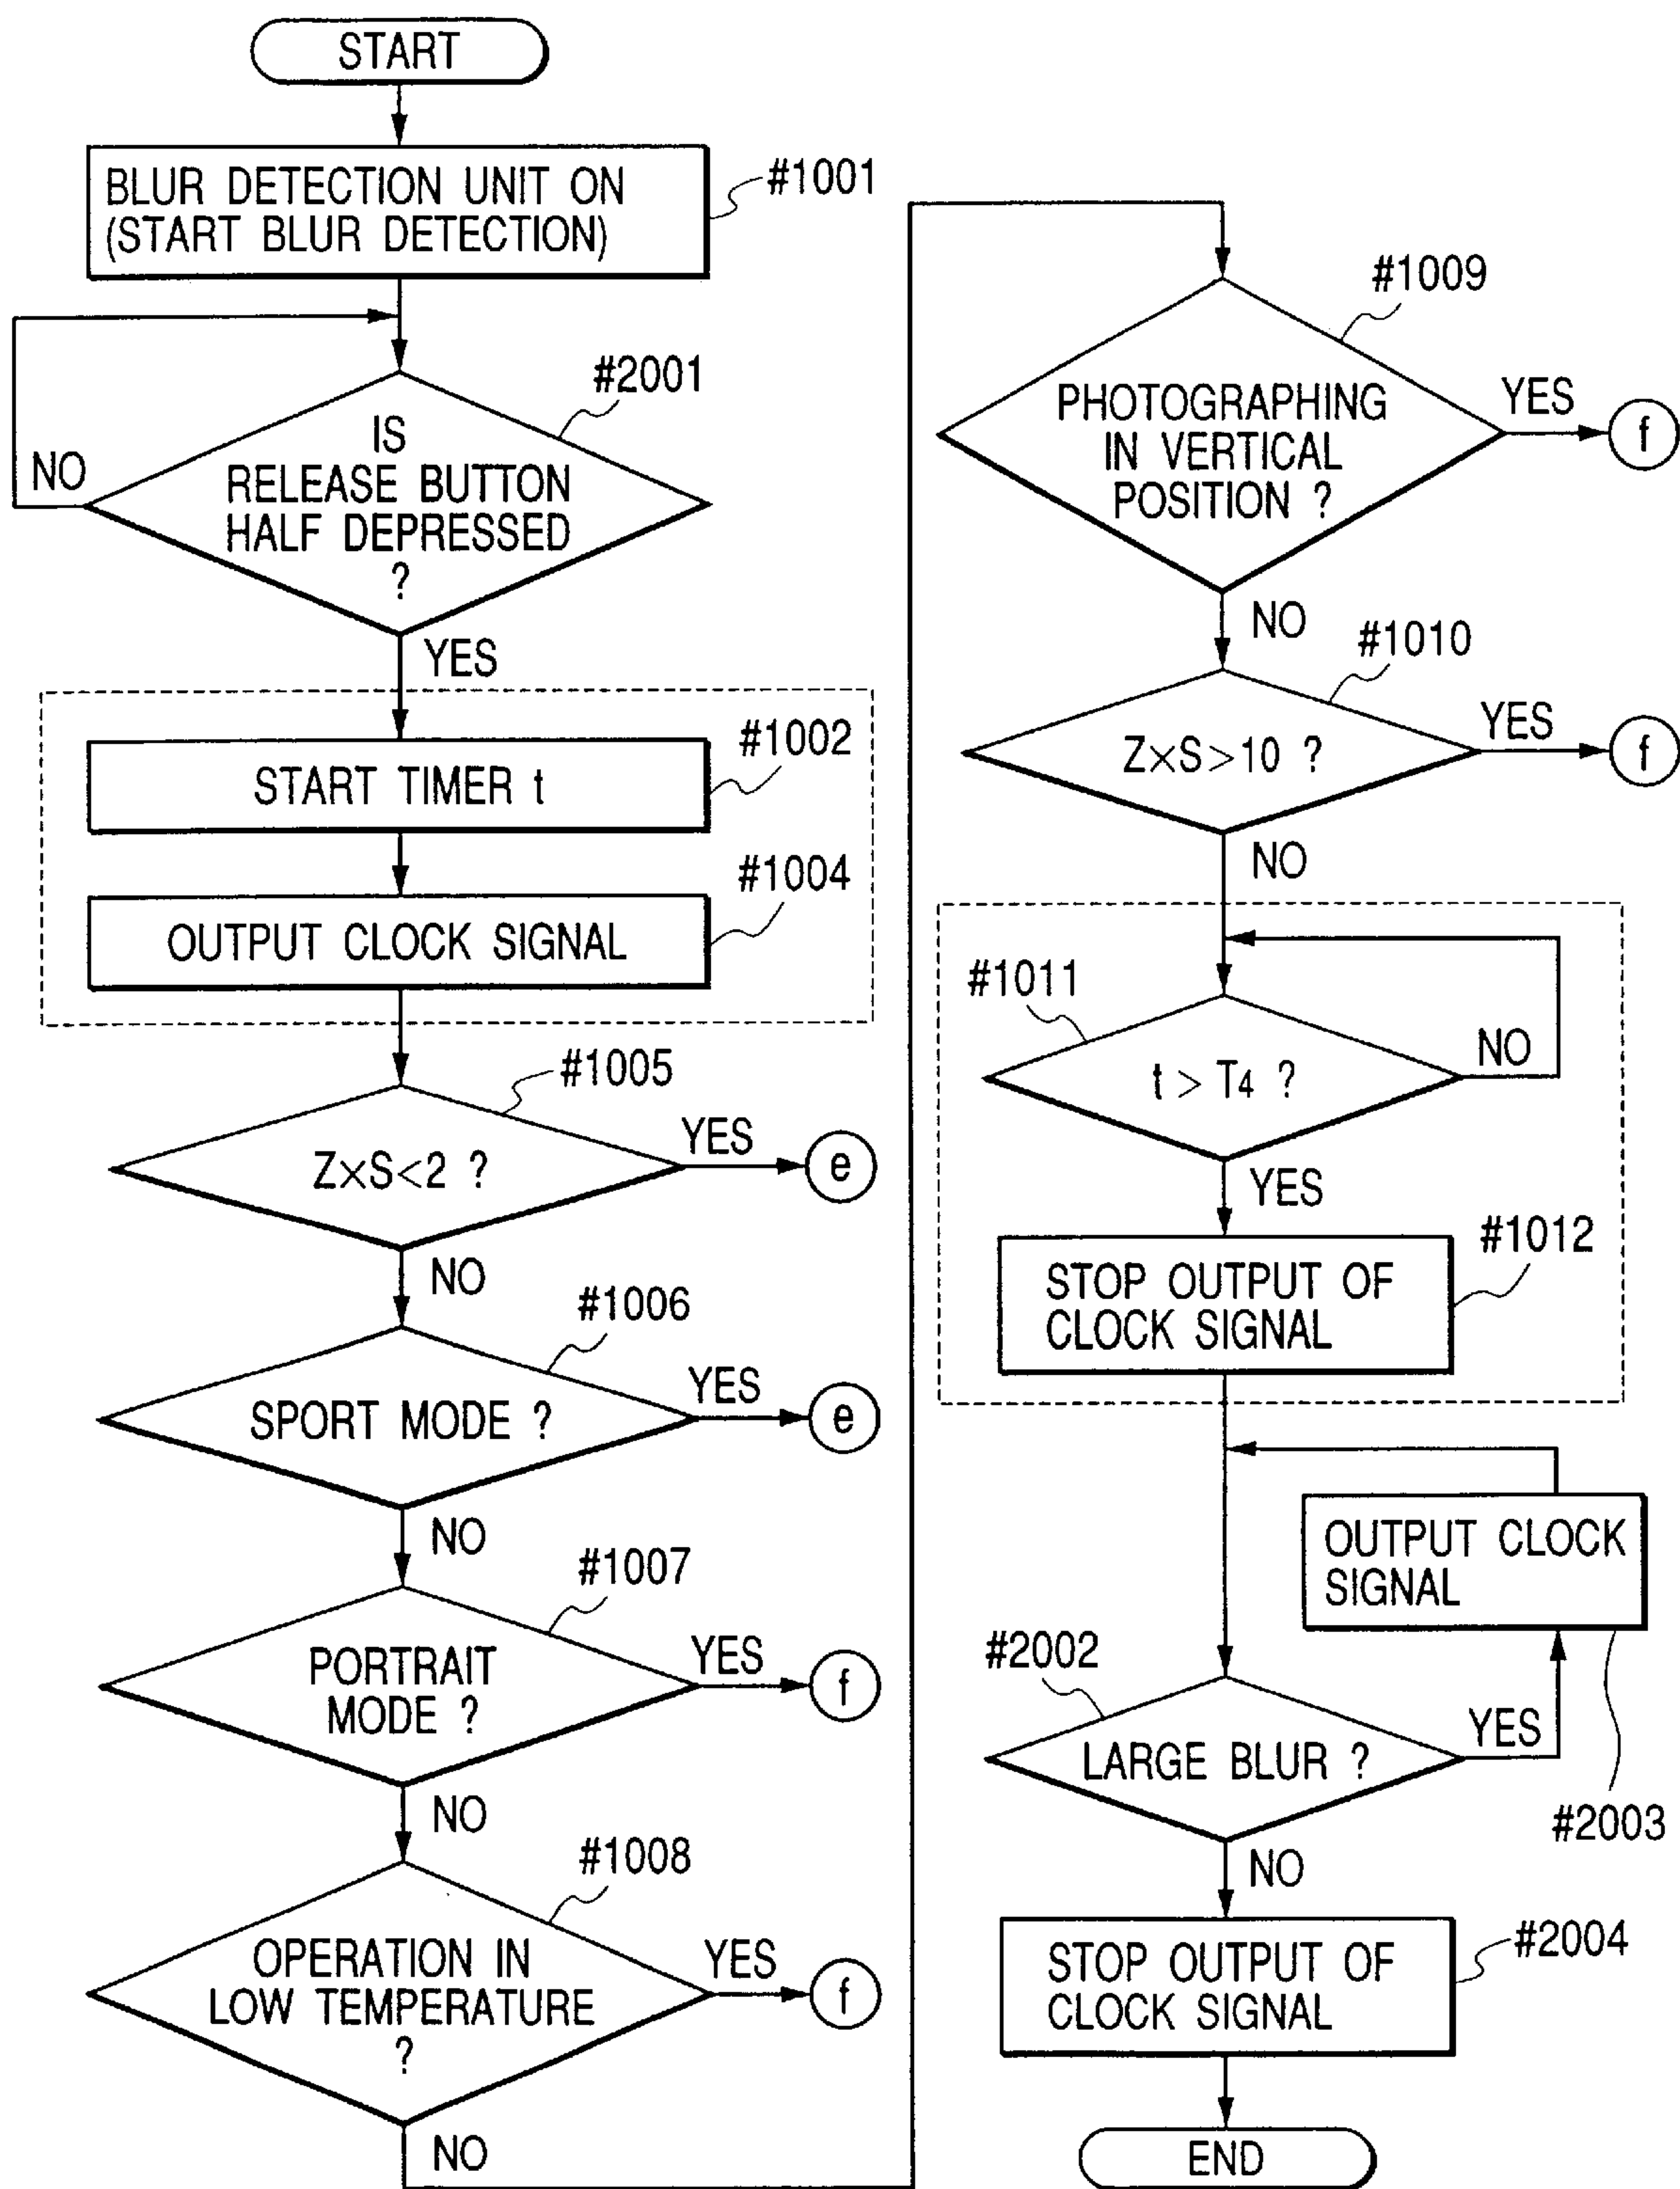 START
BLUR DETECTION UNIT ON
(START BLUR DETECTION)
#1001
#2001
IS
RELEASE BUTTON
HALF DEPRESSED
?
NO
YES
#1002
START TIMER t
#1004
OUTPUT CLOCK SIGNAL
#1005
Z×S<2 ?
YES
e
NO
#1006
SPORT MODE ?
YES
e
NO
#1007
PORTRAIT
MODE ?
YES
f
NO
#1008
OPERATION IN
LOW TEMPERATURE
?
YES
f
NO
#1009
PHOTOGRAPHING
IN VERTICAL
POSITION ?
YES
f
NO
#1010
Z×S>10 ?
YES
f
NO
#1011
t > T4 ?
NO
YES
#1012
STOP OUTPUT OF
CLOCK SIGNAL
OUTPUT CLOCK
SIGNAL
#2003
#2002
LARGE BLUR ?
YES
NO
#2004
STOP OUTPUT OF
CLOCK SIGNAL
END